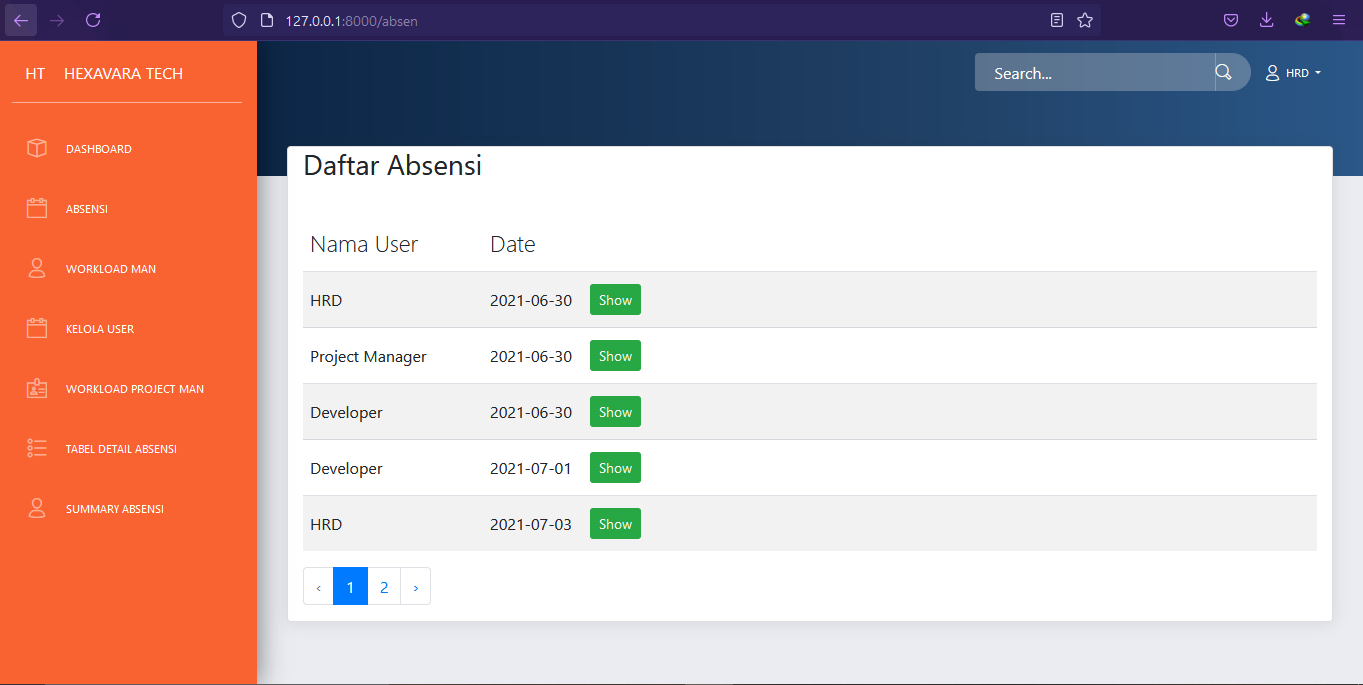 127.0.0.1:8000/absen
HT HEXAVARA TECH
Search...
HRD
DASHBOARD
ABSENSI
WORKLOAD MAN
KELOLA USER
WORKLOAD PROJECT MAN
TABEL DETAIL ABSENSI
SUMMARY ABSENSI
Daftar Absensi
Nama User Date
HRD 2021-06-30 Show
Project Manager 2021-06-30 Show
Developer 2021-06-30 Show
Developer 2021-07-01 Show
HRD 2021-07-03 Show
‹ 1 2 ›